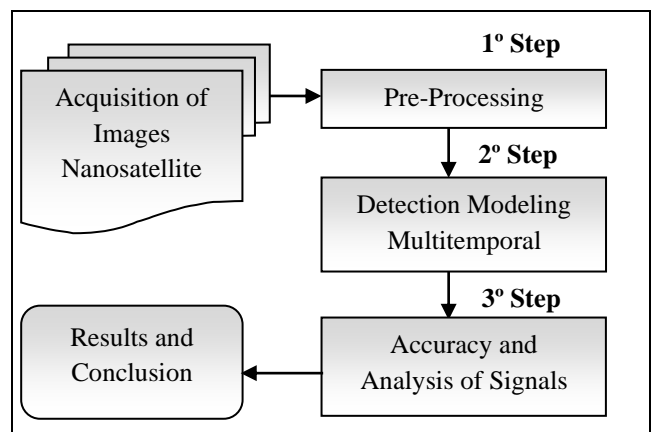 Acquisition of
Images
Nanosatellite
1º Step
Pre-Processing
2º Step
Detection Modeling
Multitemporal
3º Step
Accuracy and
Analysis of Signals
Results and
Conclusion